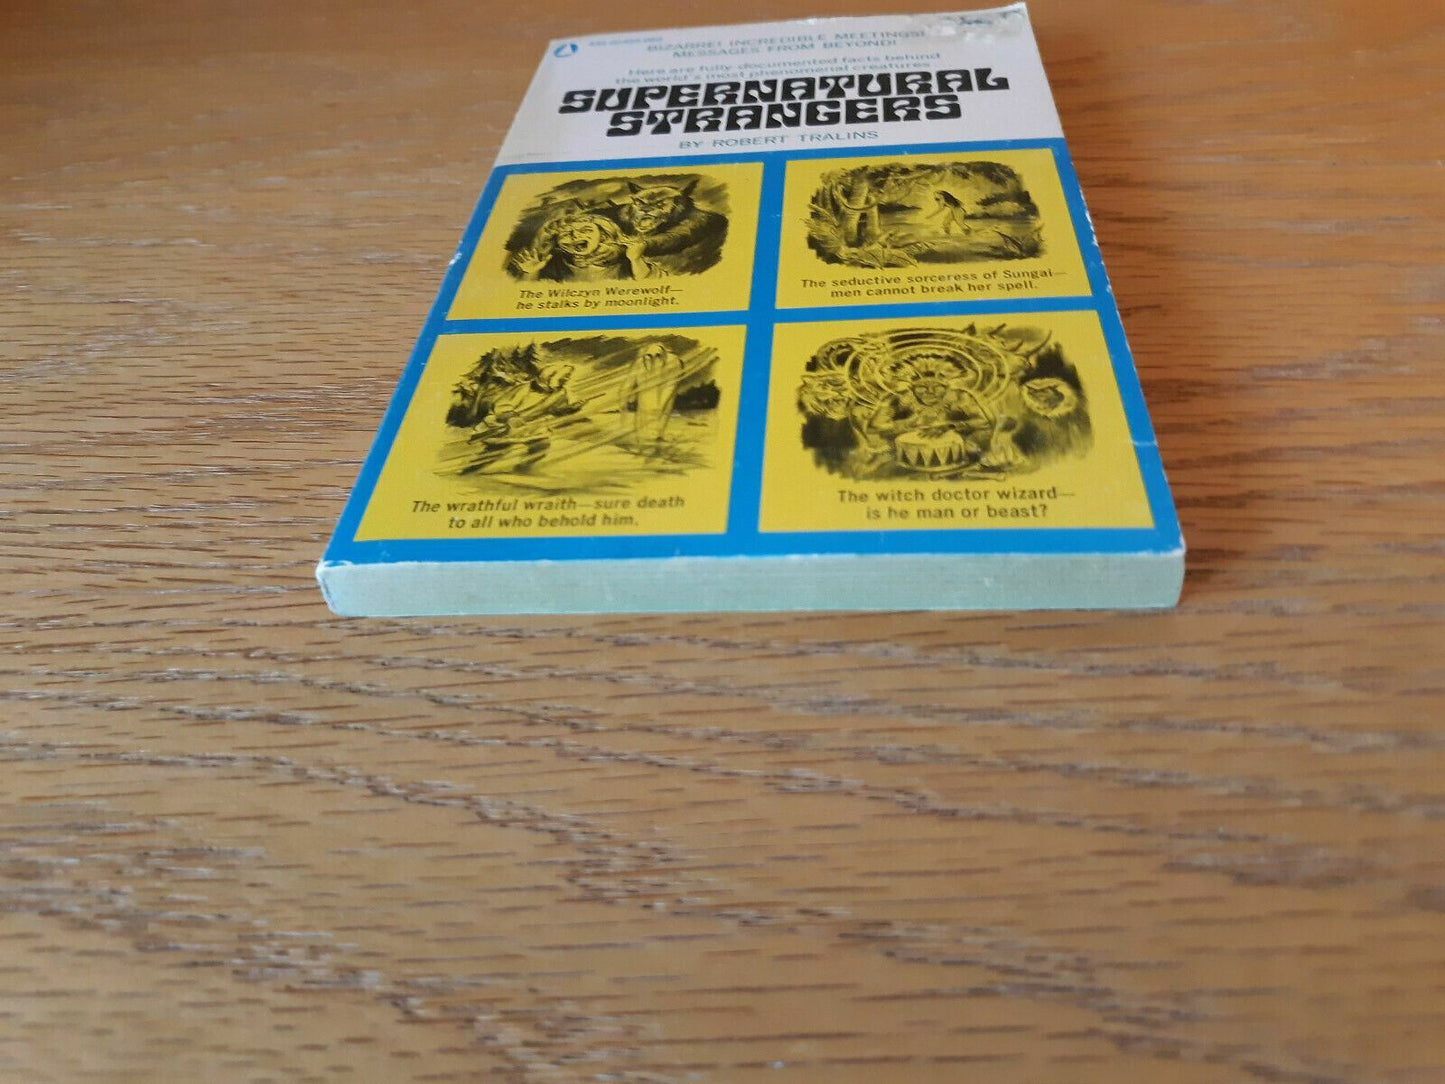 BIZARRE! INCREDIBLE MEETINGS!
MESSAGES FROM BEYOND!
Here are fully-documented facts behind
the world's most phenomenal creatures
SUPERNATURAL
STRANGERS
BY ROBERT TRALINS
The Wilczyn Werewolf—
he stalks by moonlight.
The seductive sorceress of Sungai—
men cannot break her spell.
The wrathful wraith—sure death
to all who behold him.
The witch doctor wizard—
is he man or beast?